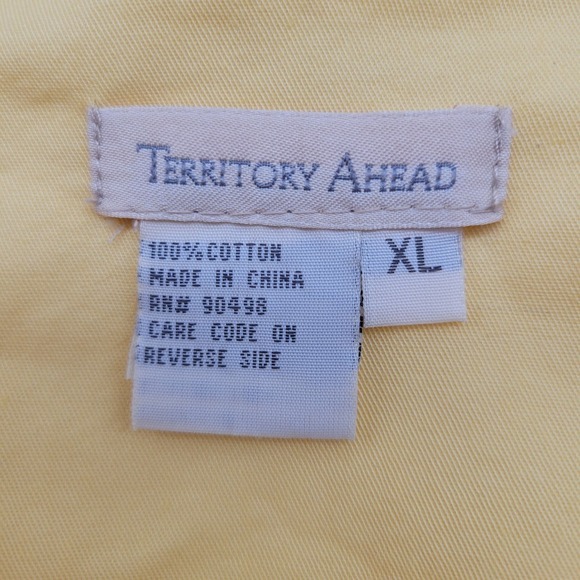 TERRITORY AHEAD
100%COTTON
MADE IN CHINA
RN# 90498
CARE CODE ON
REVERSE SIDE
XL